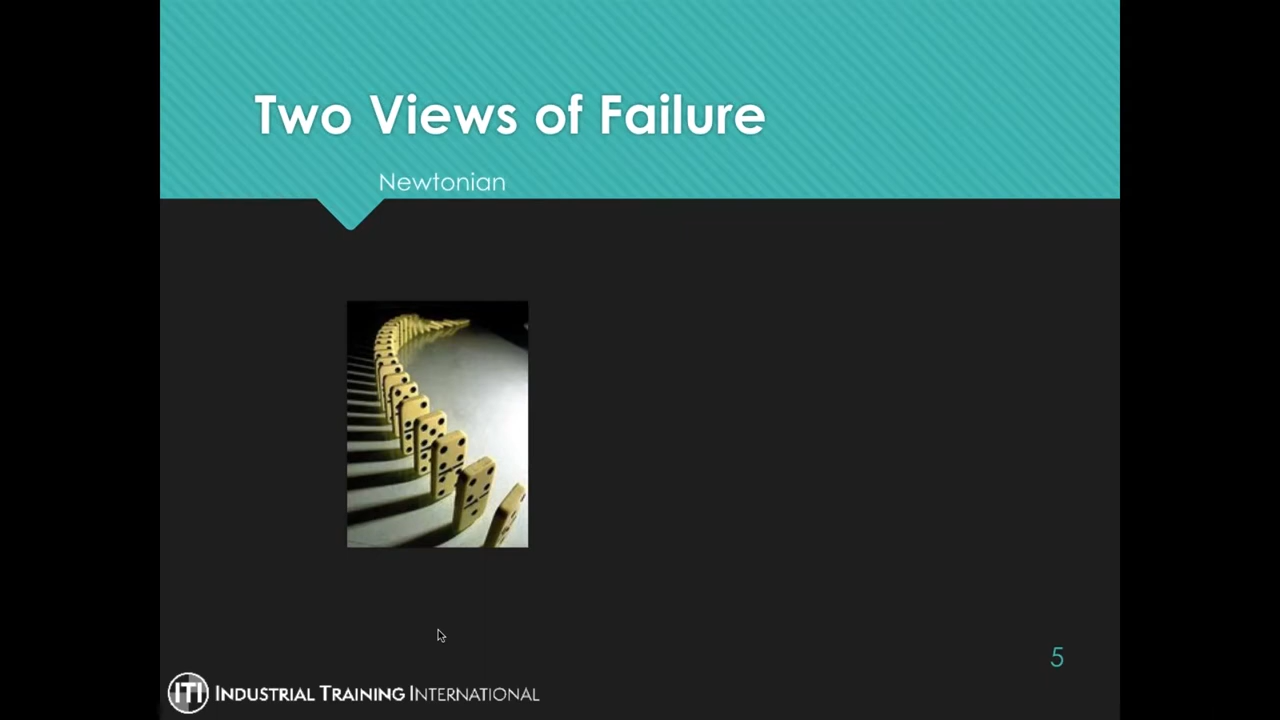 Two Views of Failure
Newtonian
5
ITI INDUSTRIAL TRAINING INTERNATIONAL